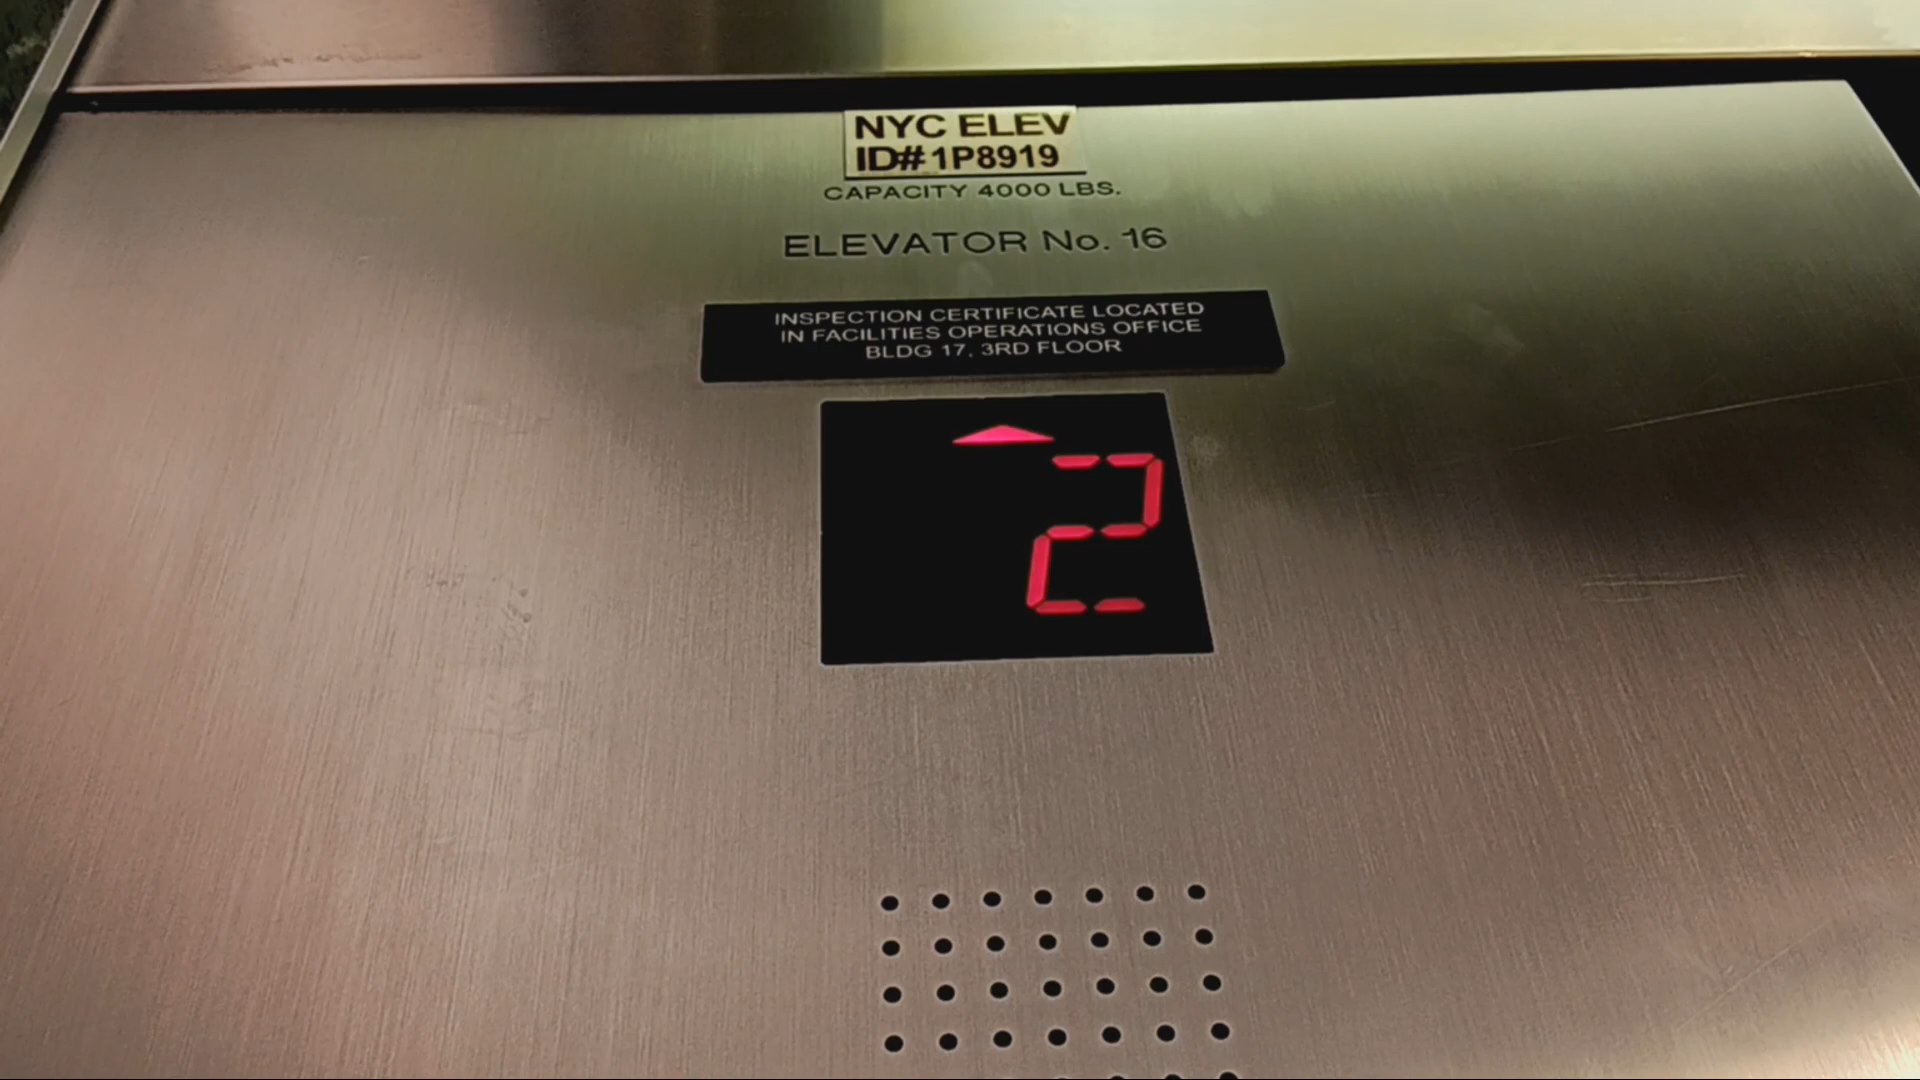 NYC ELEV
ID# 1P8919
CAPACITY 4000 LBS.
ELEVATOR No. 16
INSPECTION CERTIFICATE LOCATED
IN FACILITIES OPERATIONS OFFICE
BLDG 17, 3RD FLOOR
2